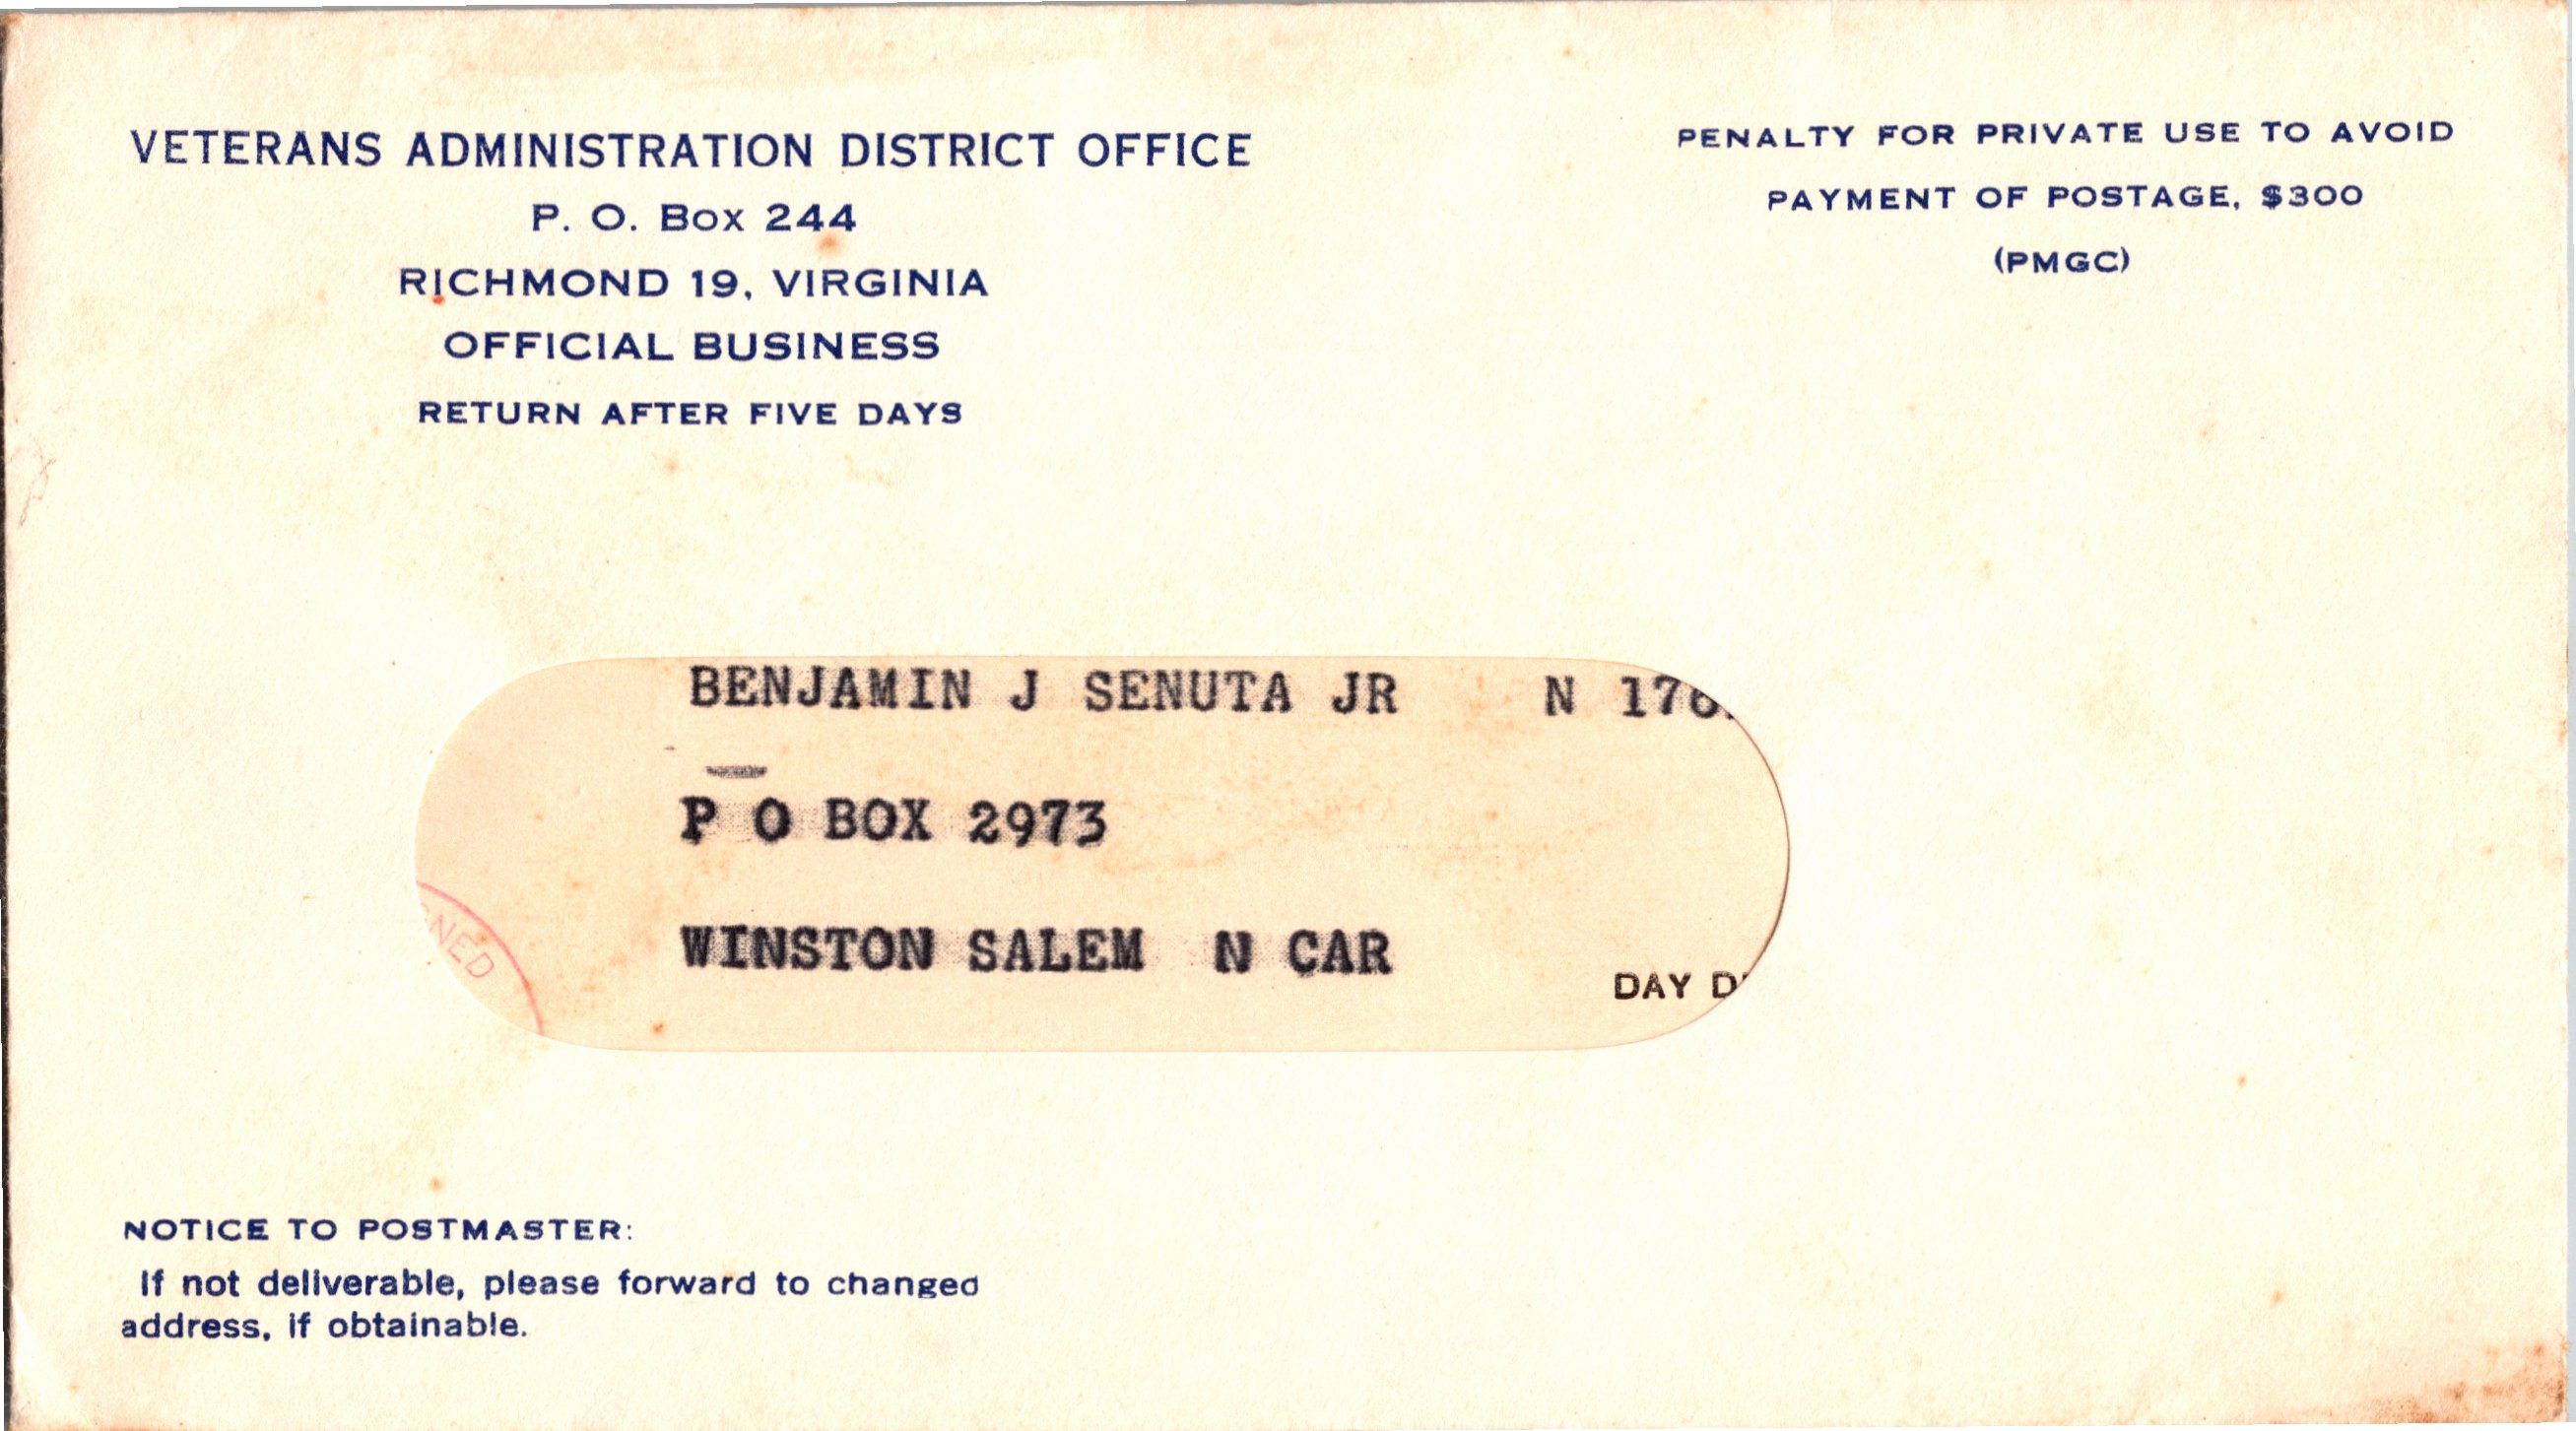 VETERANS ADMINISTRATION DISTRICT OFFICE
P. O. Box 244
RICHMOND 19, VIRGINIA
OFFICIAL BUSINESS
RETURN AFTER FIVE DAYS
PENALTY FOR PRIVATE USE TO AVOID
PAYMENT OF POSTAGE, $300
(PMGC)
BENJAMIN J SENUTA JR N 176
P O BOX 2973
WINSTON SALEM N CAR
DAY
NOTICE TO POSTMASTER:
If not deliverable, please forward to changed
address, if obtainable.